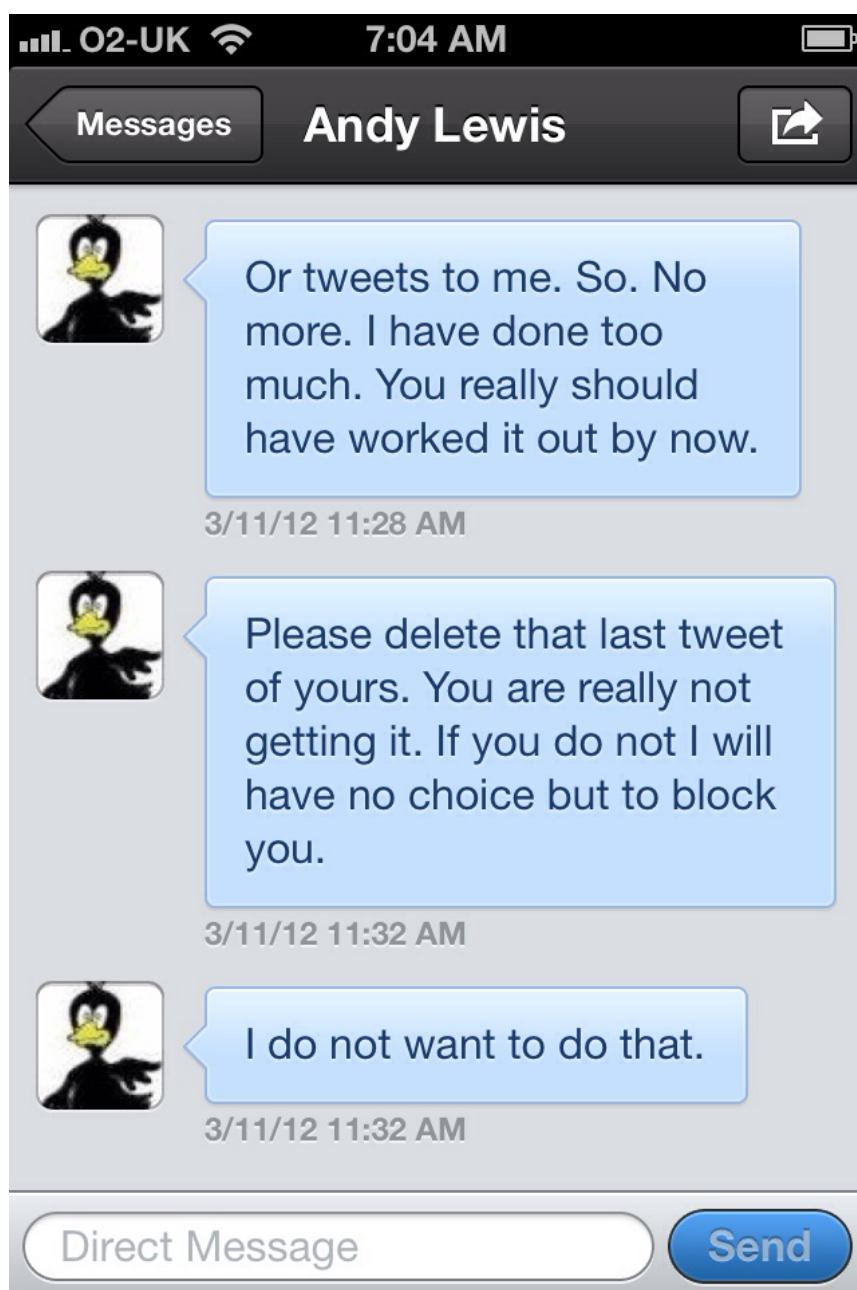 O2-UK 7:04 AM
Messages Andy Lewis
Or tweets to me. So. No
more. I have done too
much. You really should
have worked it out by now.
3/11/12 11:28 AM
Please delete that last tweet
of yours. You are really not
getting it. If you do not I will
have no choice but to block
you.
3/11/12 11:32 AM
I do not want to do that.
3/11/12 11:32 AM
Direct Message Send